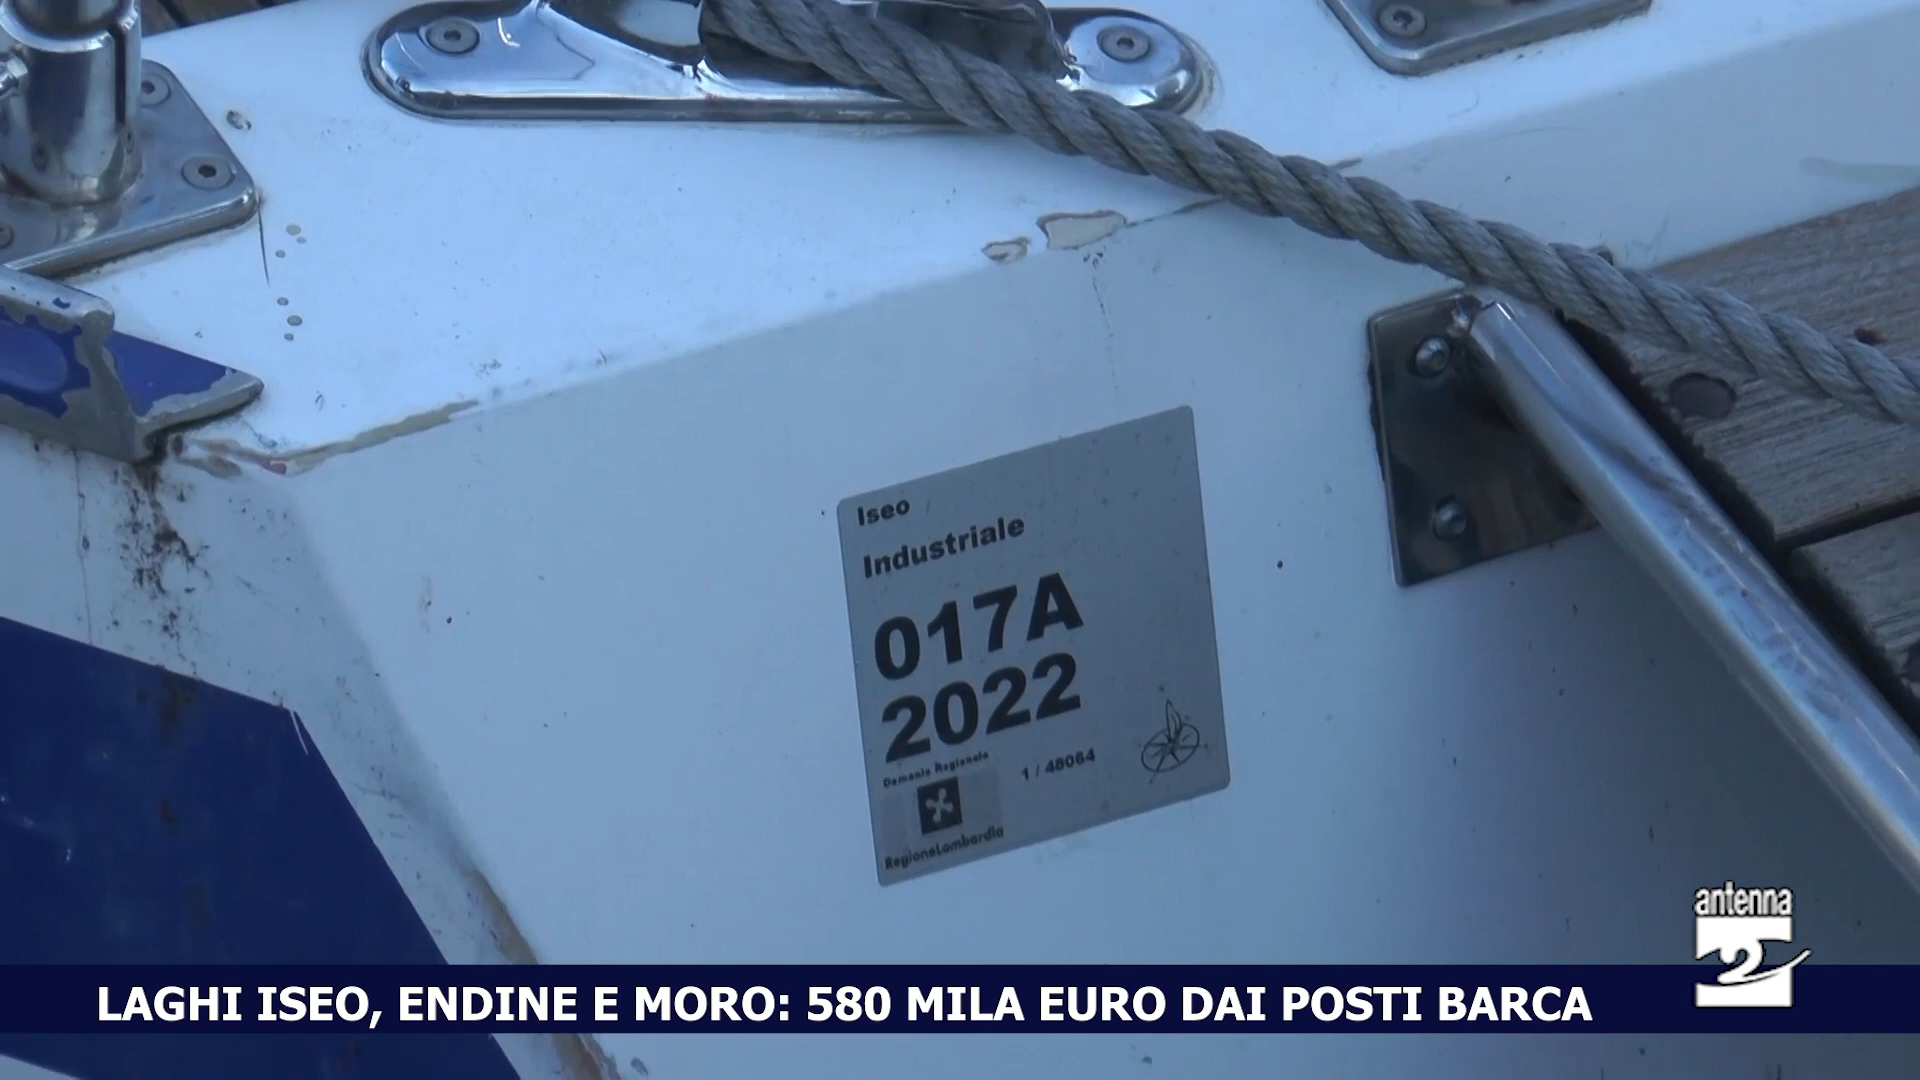 Iseo
Industriale
017A
2022
Demanio Regionale
1 / 46064
RegioneLombardia
antenna
2
LAGHI ISEO, ENDINE E MORO: 580 MILA EURO DAI POSTI BARCA